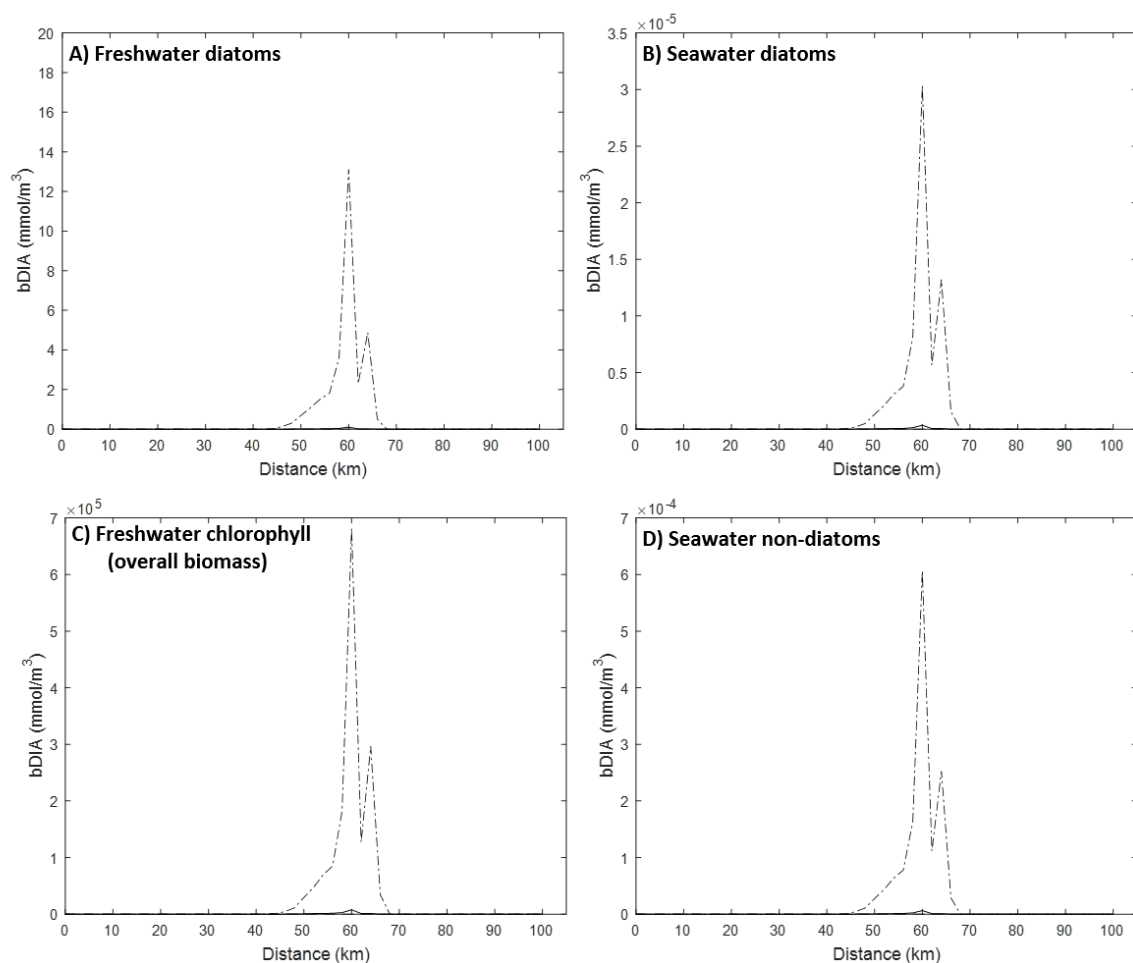 A) Freshwater diatoms
20
18
16
14
12
10
8
6
4
2
0
bDIA (mmol/m³)
0 10 20 30 40 50 60 70 80 90 100
Distance (km)
×10⁻⁵
B) Seawater diatoms
3.5
3
2.5
2
1.5
1
0.5
0
bDIA (mmol/m³)
0 10 20 30 40 50 60 70 80 90 100
Distance (km)
×10⁵
C) Freshwater chlorophyll
(overall biomass)
7
6
5
4
3
2
1
0
bDIA (mmol/m³)
0 10 20 30 40 50 60 70 80 90 100
Distance (km)
×10⁻⁴
D) Seawater non-diatoms
7
6
5
4
3
2
1
0
bDIA (mmol/m³)
0 10 20 30 40 50 60 70 80 90 100
Distance (km)